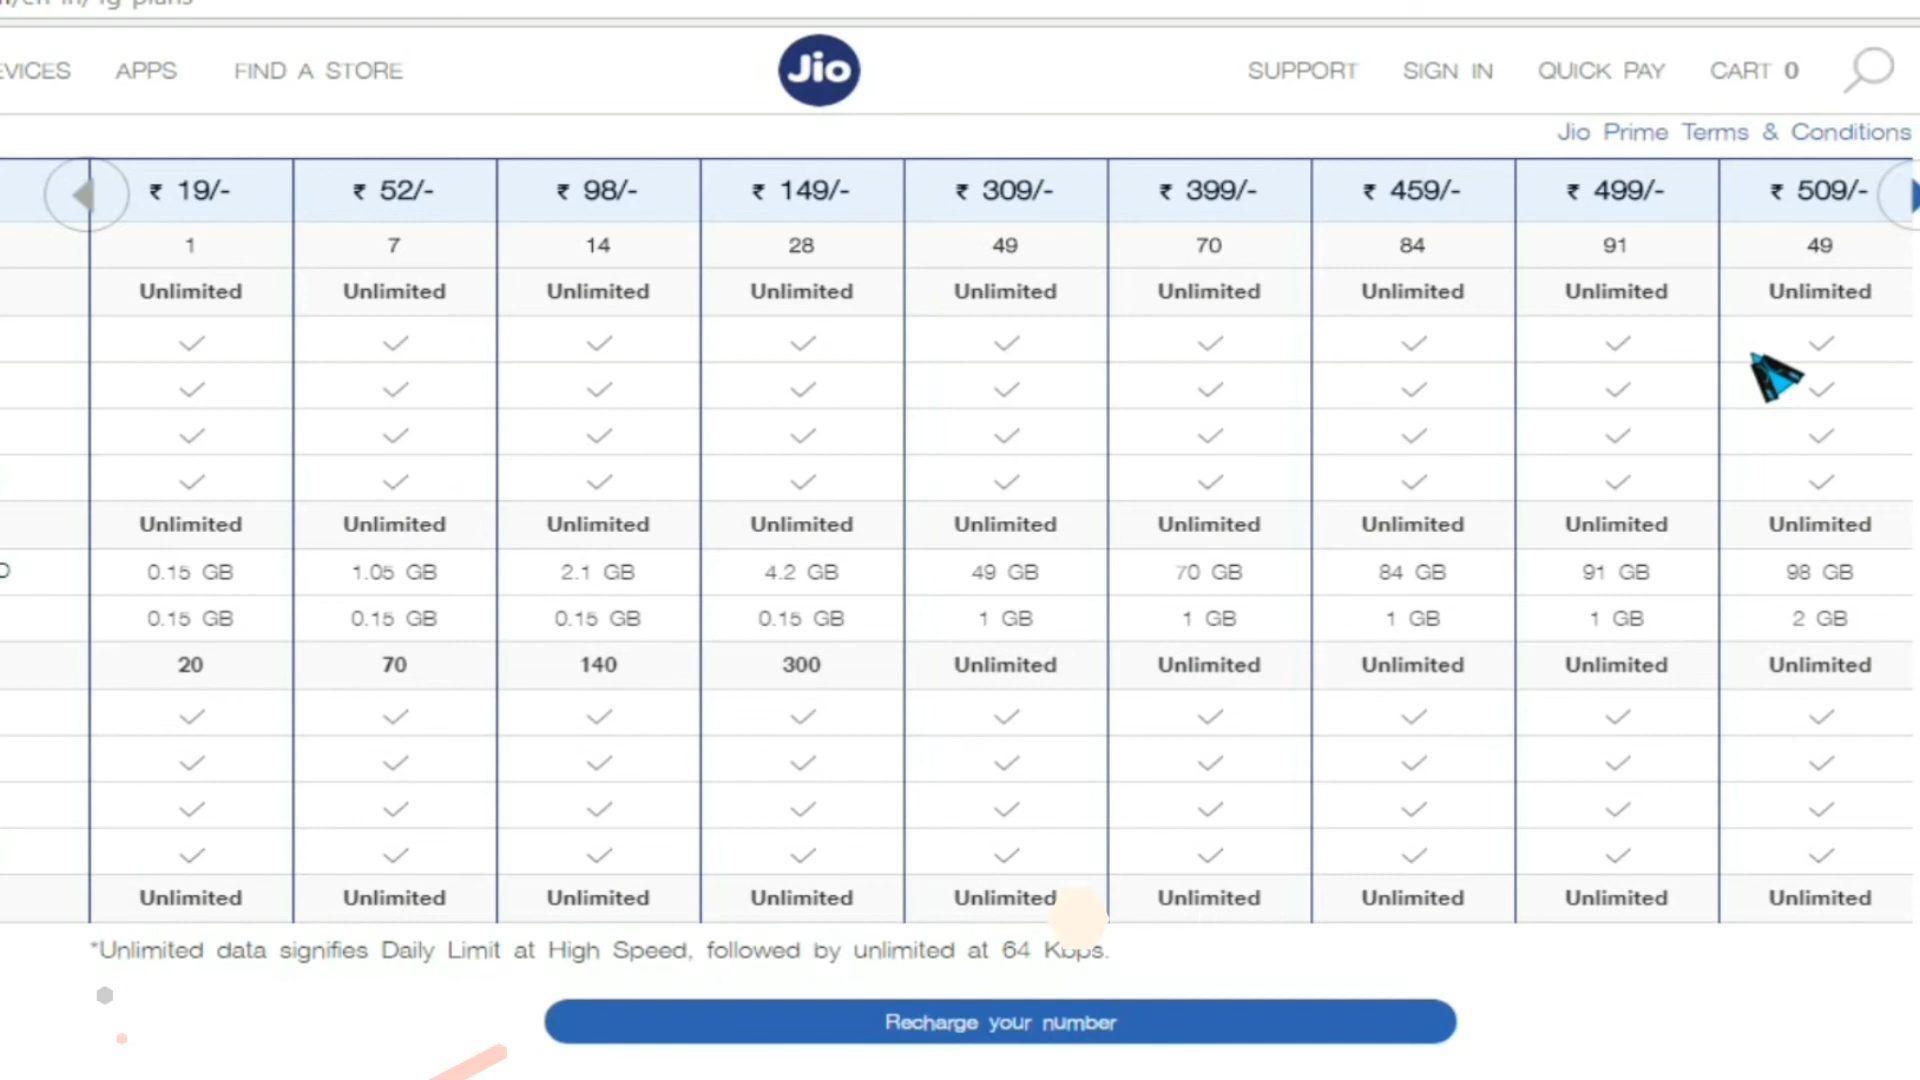 EVICES APPS FIND A STORE Jio SUPPORT SIGN IN QUICK PAY CART 0
Jio Prime Terms & Conditions
₹ 19/- ₹ 52/- ₹ 98/- ₹ 149/- ₹ 309/- ₹ 399/- ₹ 459/- ₹ 499/- ₹ 509/-
1 7 14 28 49 70 84 91 49
Unlimited Unlimited Unlimited Unlimited Unlimited Unlimited Unlimited Unlimited Unlimited
Unlimited Unlimited Unlimited Unlimited Unlimited Unlimited Unlimited Unlimited Unlimited
0.15 GB 1.05 GB 2.1 GB 4.2 GB 49 GB 70 GB 84 GB 91 GB 98 GB
0.15 GB 0.15 GB 0.15 GB 0.15 GB 1 GB 1 GB 1 GB 1 GB 2 GB
20 70 140 300 Unlimited Unlimited Unlimited Unlimited Unlimited
Unlimited Unlimited Unlimited Unlimited Unlimited Unlimited Unlimited Unlimited Unlimited
*Unlimited data signifies Daily Limit at High Speed, followed by unlimited at 64 Kbps.
Recharge your number